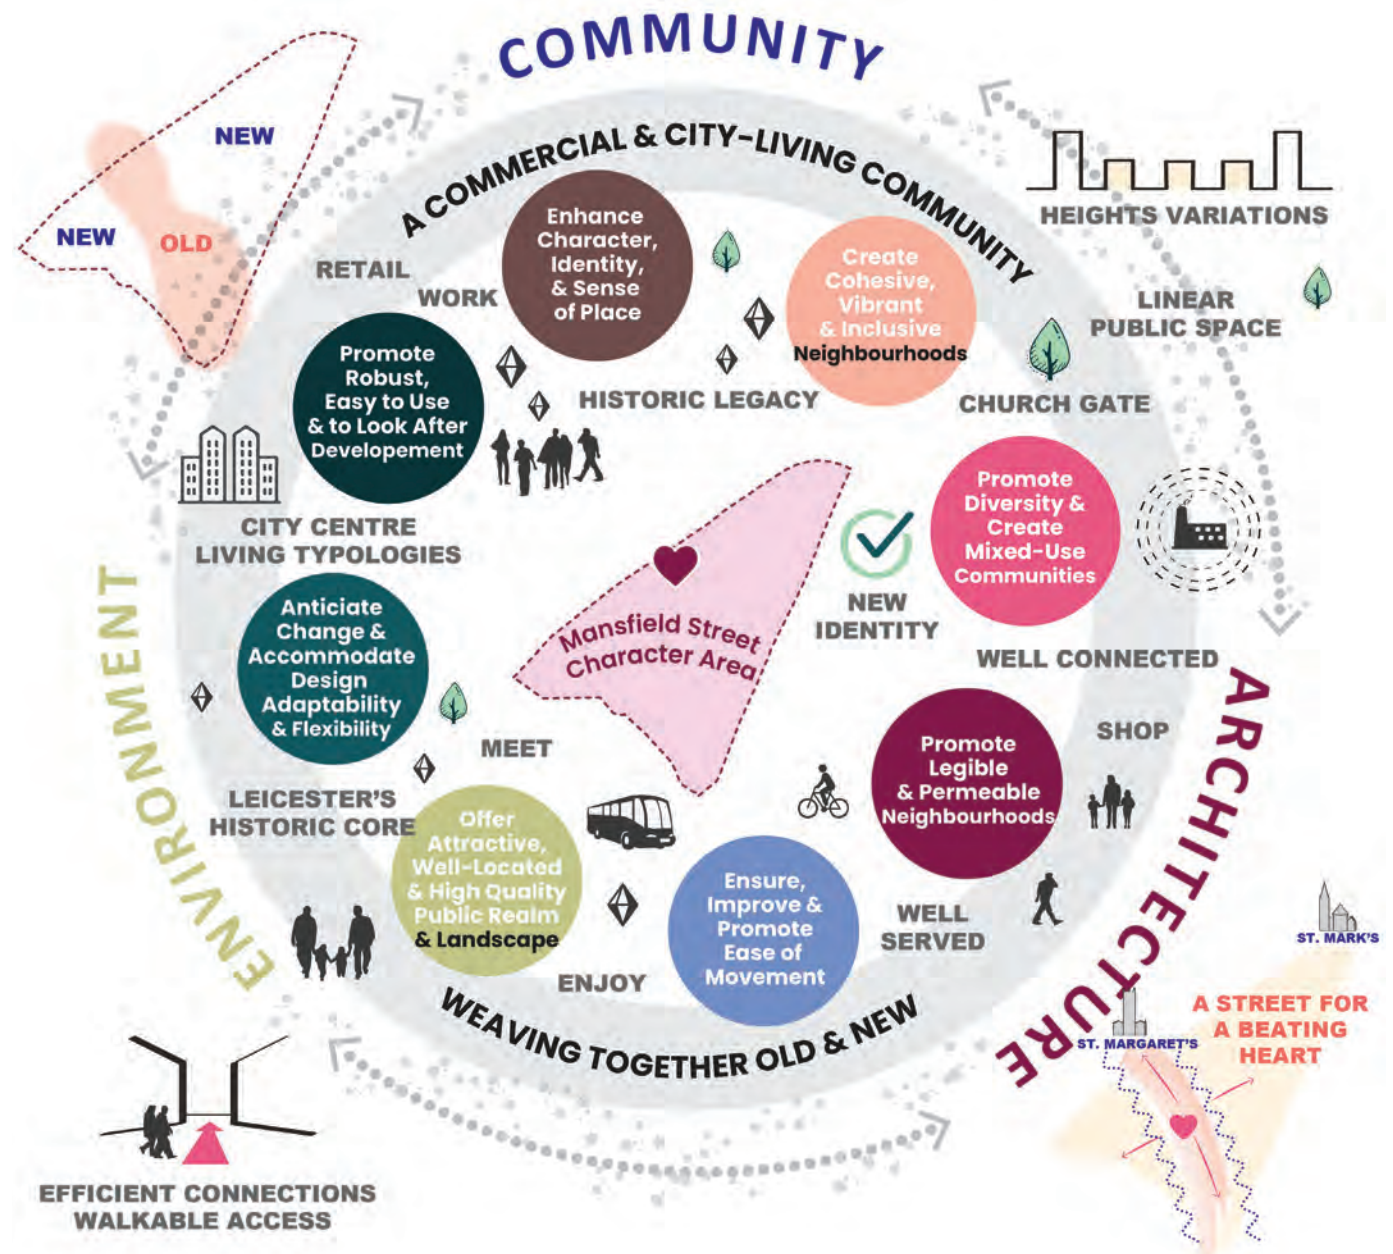 COMMUNITY
A COMMERCIAL & CITY-LIVING COMMUNITY
NEW
NEW
OLD
HEIGHTS VARIATIONS
LINEAR
PUBLIC SPACE
RETAIL
WORK
Enhance
Character,
Identity,
& Sense
of Place
Create
Cohesive,
Vibrant
& Inclusive
Neighbourhoods
Promote
Robust,
Easy to Use
& to Look After
Developement
HISTORIC LEGACY
CHURCH GATE
CITY CENTRE
LIVING TYPOLOGIES
Promote
Diversity &
Create
Mixed-Use
Communities
NEW
IDENTITY
WELL CONNECTED
Mansfield Street
Character Area
ENVIRONMENT
Anticiate
Change &
Accommodate
Design
Adaptability
& Flexibility
MEET
LEICESTER'S
HISTORIC CORE
ARCHITECTURE
SHOP
Promote
Legible
& Permeable
Neighbourhoods
Offer
Attractive,
Well-Located
& High Quality
Public Realm
& Landscape
Ensure,
Improve &
Promote
Ease of
Movement
WELL
SERVED
ENJOY
WEAVING TOGETHER OLD & NEW
ST. MARK'S
A STREET FOR
A BEATING
HEART
ST. MARGARET'S
EFFICIENT CONNECTIONS
WALKABLE ACCESS